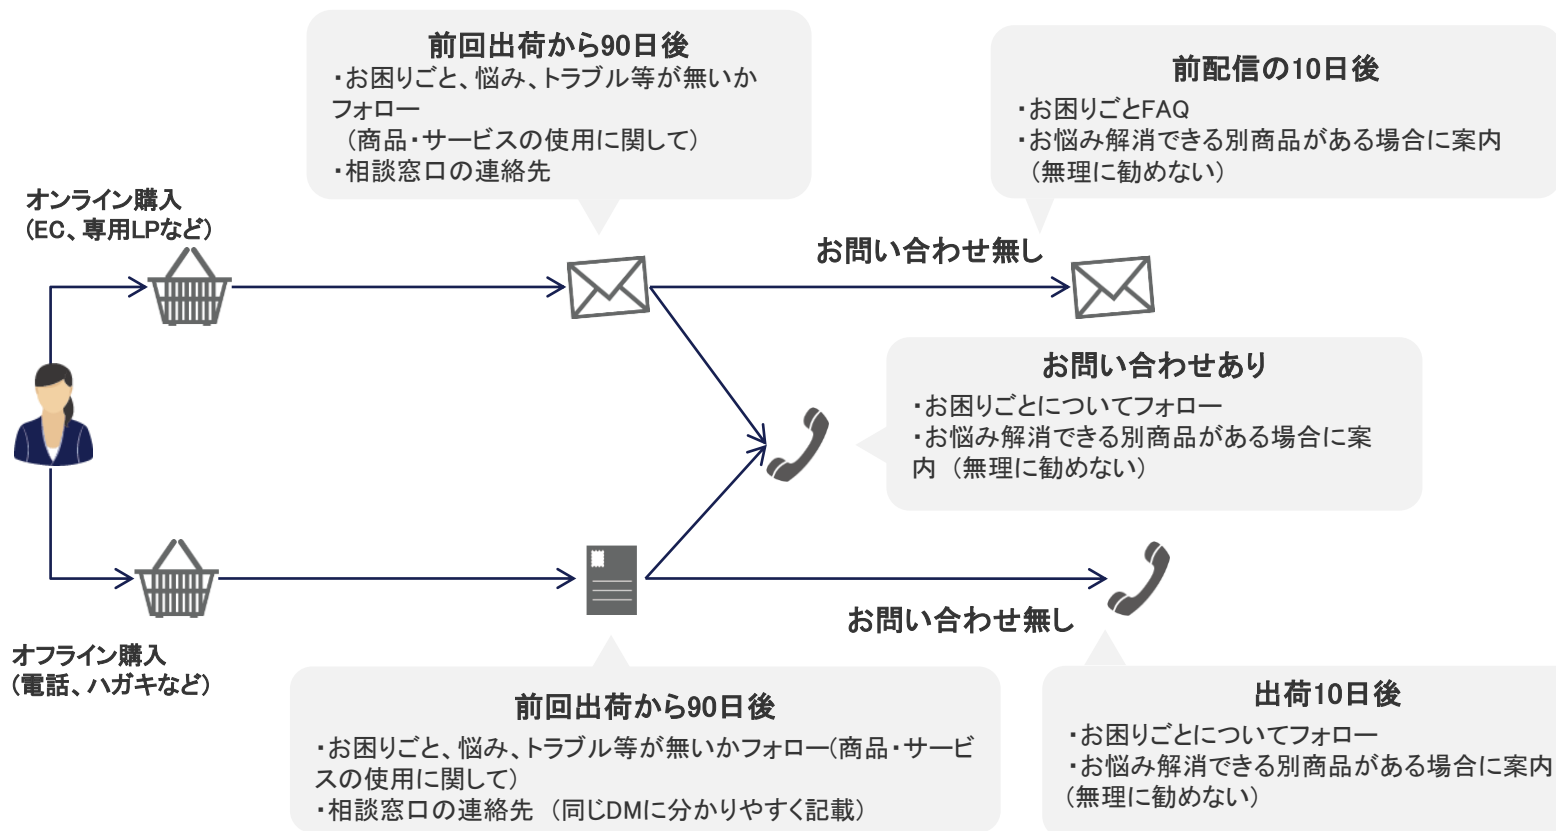 前回出荷から90日後
・お困りごと、悩み、トラブル等が無いか
フォロー
（商品・サービスの使用に関して）
・相談窓口の連絡先
前配信の10日後
・お困りごとFAQ
・お悩み解消できる別商品がある場合に案内
（無理に勧めない）
オンライン購入
（EC、専用LPなど）
お問い合わせ無し
お問い合わせあり
・お困りごとについてフォロー
・お悩み解消できる別商品がある場合に案
内 （無理に勧めない）
お問い合わせ無し
オフライン購入
（電話、ハガキなど）
前回出荷から90日後
・お困りごと、悩み、トラブル等が無いかフォロー(商品・サービ
スの使用に関して）
・相談窓口の連絡先 （同じDMに分かりやすく記載）
出荷10日後
・お困りごとについてフォロー
・お悩み解消できる別商品がある場合に案内
（無理に勧めない）